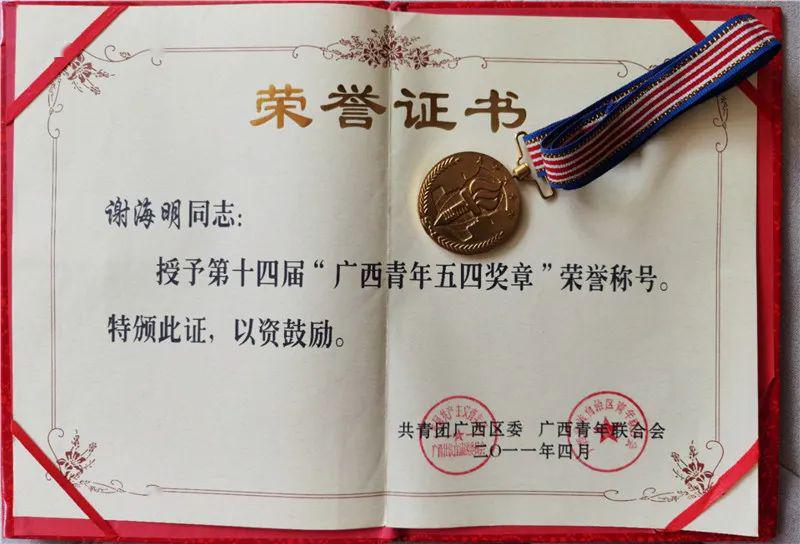 荣誉证书
谢海明同志：
授予第十四届“广西青年五四奖章”荣誉称号。
特颁此证，以资鼓励。
共青团广西区委 广西青年联合会
二〇一一年四月